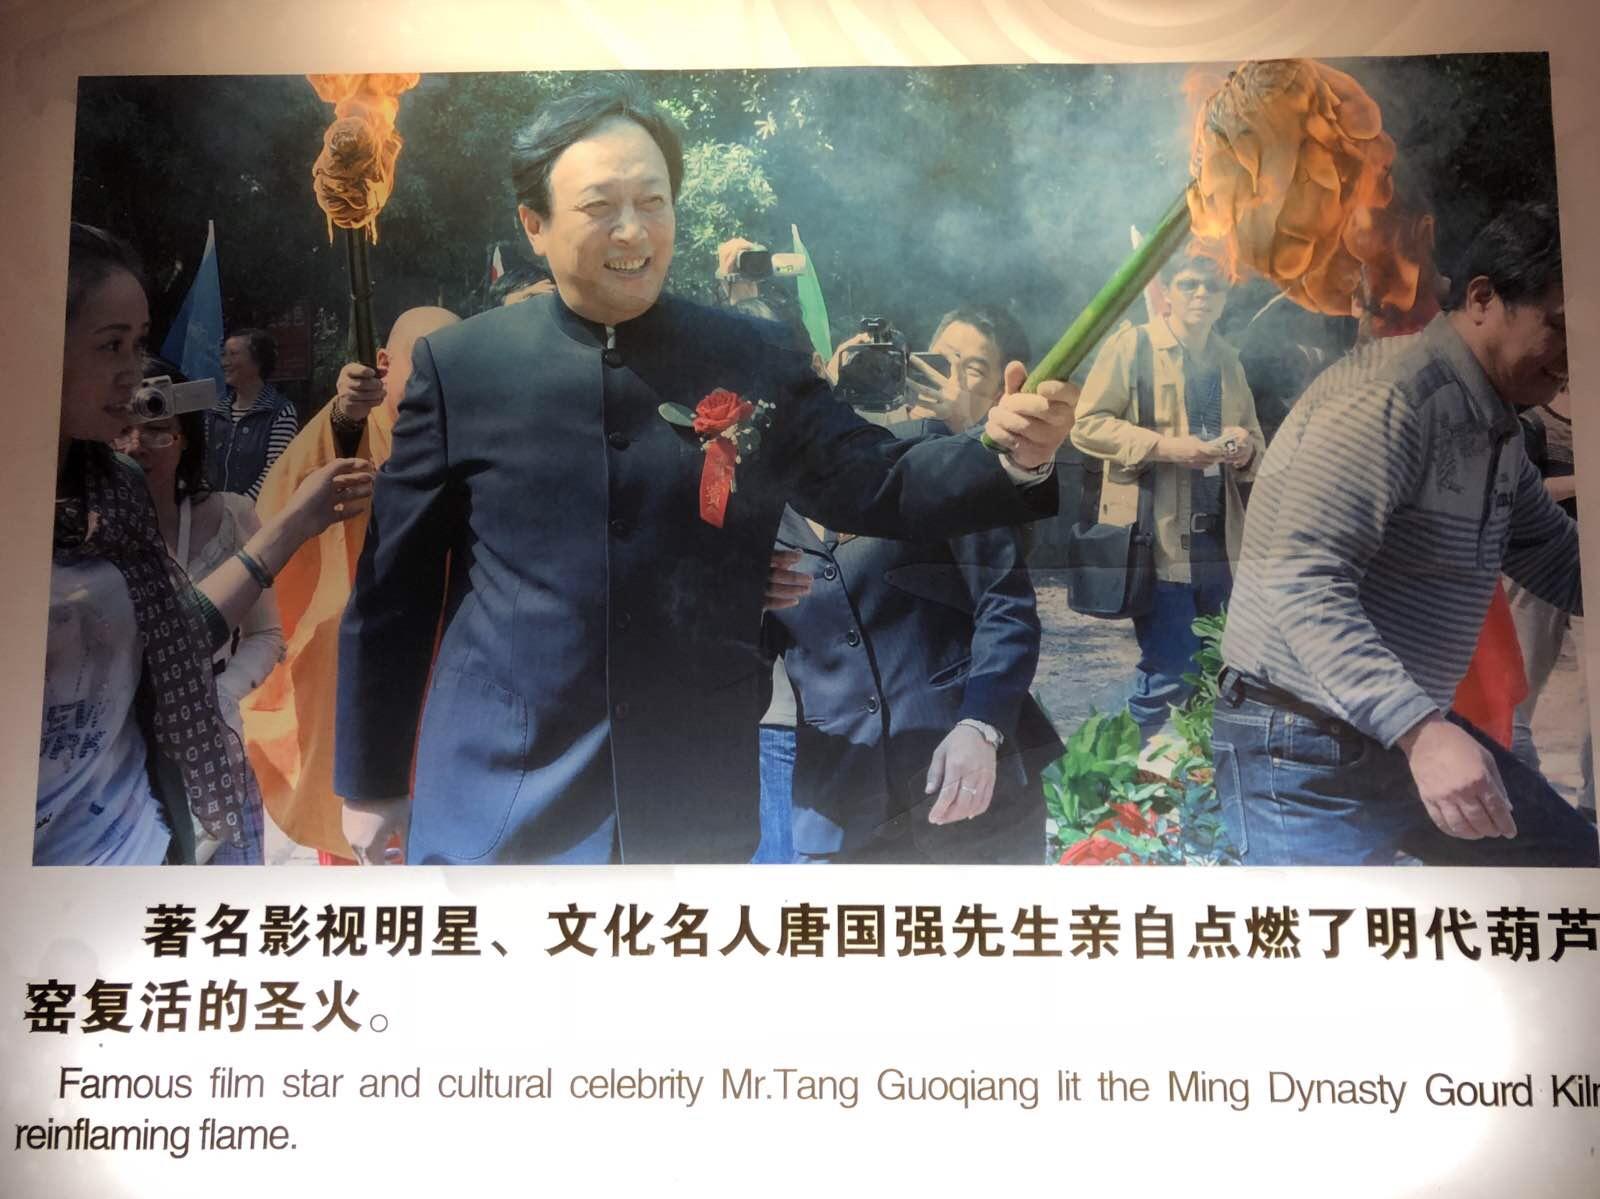 著名影视明星、文化名人唐国强先生亲自点燃了明代葫芦
窑复活的圣火。
Famous film star and cultural celebrity Mr.Tang Guoqiang lit the Ming Dynasty Gourd Kiln
reinflaming flame.